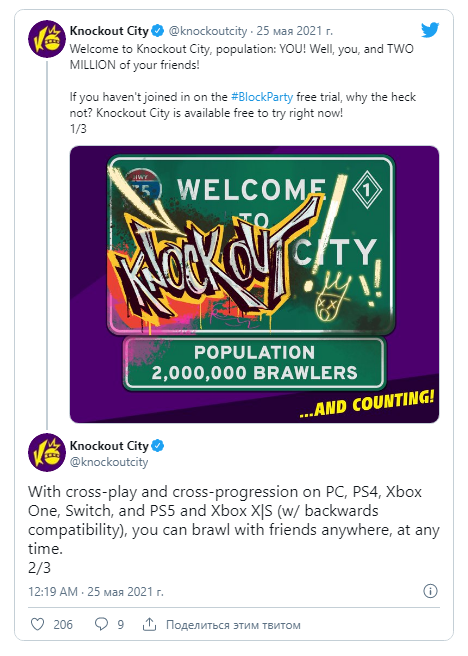 Knockout City @knockoutcity · 25 мая 2021 г.
Welcome to Knockout City, population: YOU! Well, you, and TWO
MILLION of your friends!
If you haven't joined in on the #BlockParty free trial, why the heck
not? Knockout City is available free to try right now!
1/3
HWY
75
WELCOME
TO
KNOCKOUT
CITY
1
POPULATION
2,000,000 BRAWLERS
...AND COUNTING!
Knockout City
@knockoutcity
With cross-play and cross-progression on PC, PS4, Xbox
One, Switch, and PS5 and Xbox X|S (w/ backwards
compatibility), you can brawl with friends anywhere, at any
time.
2/3
12:19 AM · 25 мая 2021 г.
206
9
Поделиться этим твитом